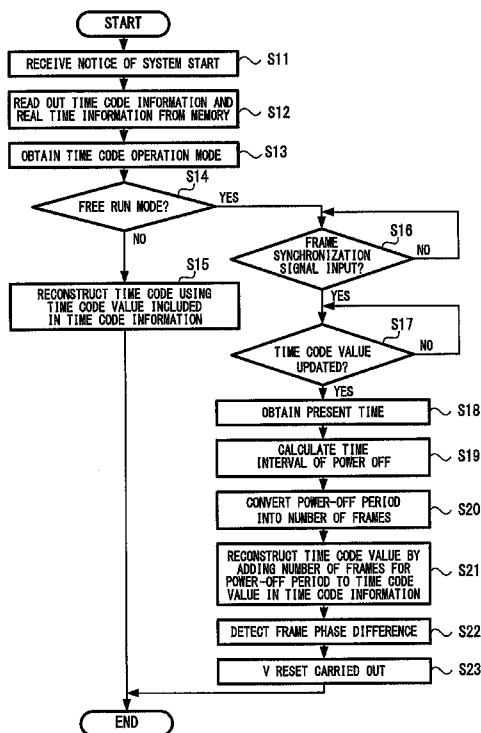 START
RECEIVE NOTICE OF SYSTEM START
S11
READ OUT TIME CODE INFORMATION AND
REAL TIME INFORMATION FROM MEMORY
S12
OBTAIN TIME CODE OPERATION MODE
S13
S14
FREE RUN MODE?
YES
NO
S15
RECONSTRUCT TIME CODE USING
TIME CODE VALUE INCLUDED
IN TIME CODE INFORMATION
S16
FRAME
SYNCHRONIZATION
SIGNAL INPUT?
NO
YES
S17
TIME CODE VALUE
UPDATED?
NO
YES
OBTAIN PRESENT TIME
S18
CALCULATE TIME
INTERVAL OF POWER OFF
S19
CONVERT POWER-OFF PERIOD
INTO NUMBER OF FRAMES
S20
RECONSTRUCT TIME CODE VALUE BY
ADDING NUMBER OF FRAMES FOR
POWER-OFF PERIOD TO TIME CODE
VALUE IN TIME CODE INFORMATION
S21
DETECT FRAME PHASE DIFFERENCE
S22
V RESET CARRIED OUT
S23
END